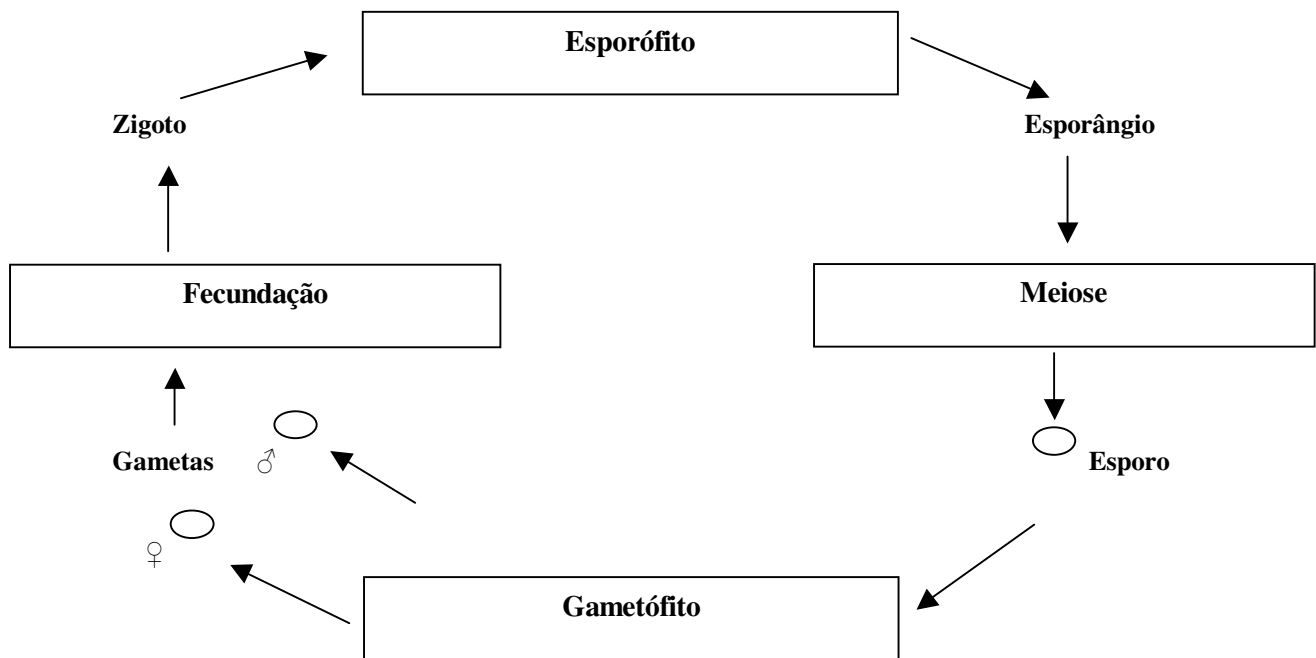 Esporófito
Zigoto
Esporângio
Fecundação
Meiose
Gametas
♂
Esporo
♀
Gametófito